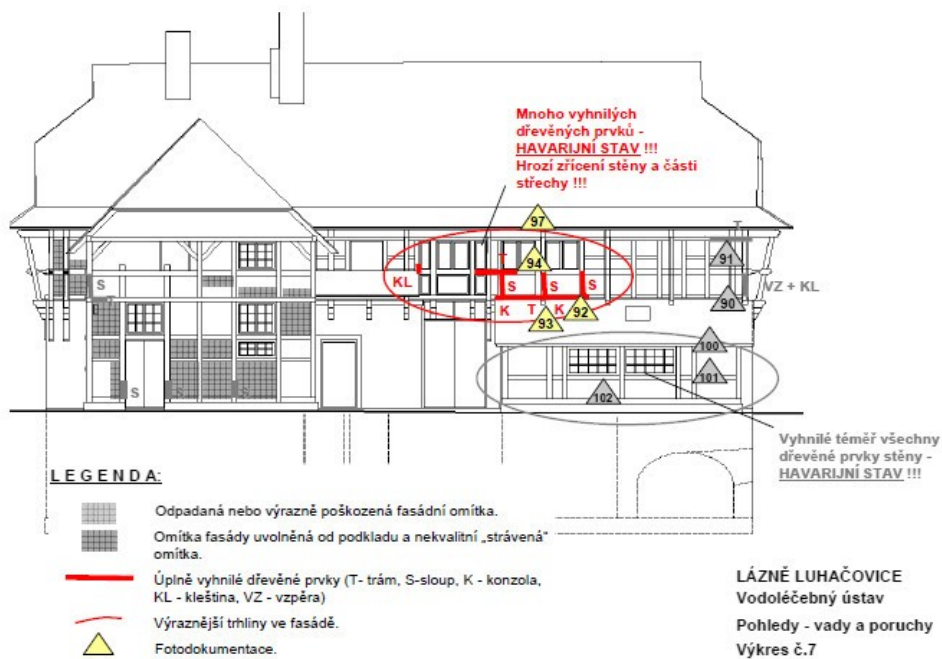 Mnoho vyhnilých
dřevěných prvků -
HAVARIJNÍ STAV !!!
Hrozí zřícení stěny a části
střechy !!!
97
T
91
T
94
KL
S
S
S
S
VZ + KL
90
K
T
K
92
93
100
101
102
S
S
S
S
Vyhnilé téměř všechny
dřevěné prvky stěny -
HAVARIJNÍ STAV !!!
LEGENDA:
Odpadaná nebo výrazně poškozená fasádní omítka.
Omítka fasády uvolněná od podkladu a nekvalitní „strávená"
omítka.
Úplně vyhnilé dřevěné prvky (T- trám, S-sloup, K - konzola,
KL - kleština, VZ - vzpěra)
Výraznější trhliny ve fasádě.
Fotodokumentace.
LÁZNĚ LUHAČOVICE
Vodoléčebný ústav
Pohledy - vady a poruchy
Výkres č.7